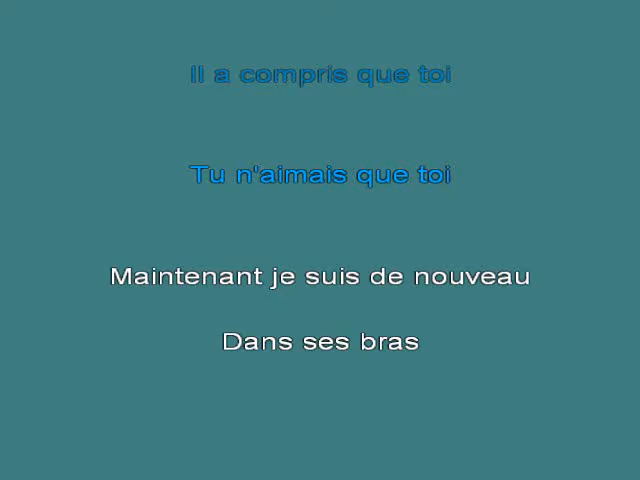 Il a compris que toi
Tu n'aimais que toi
Maintenant je suis de nouveau
Dans ses bras